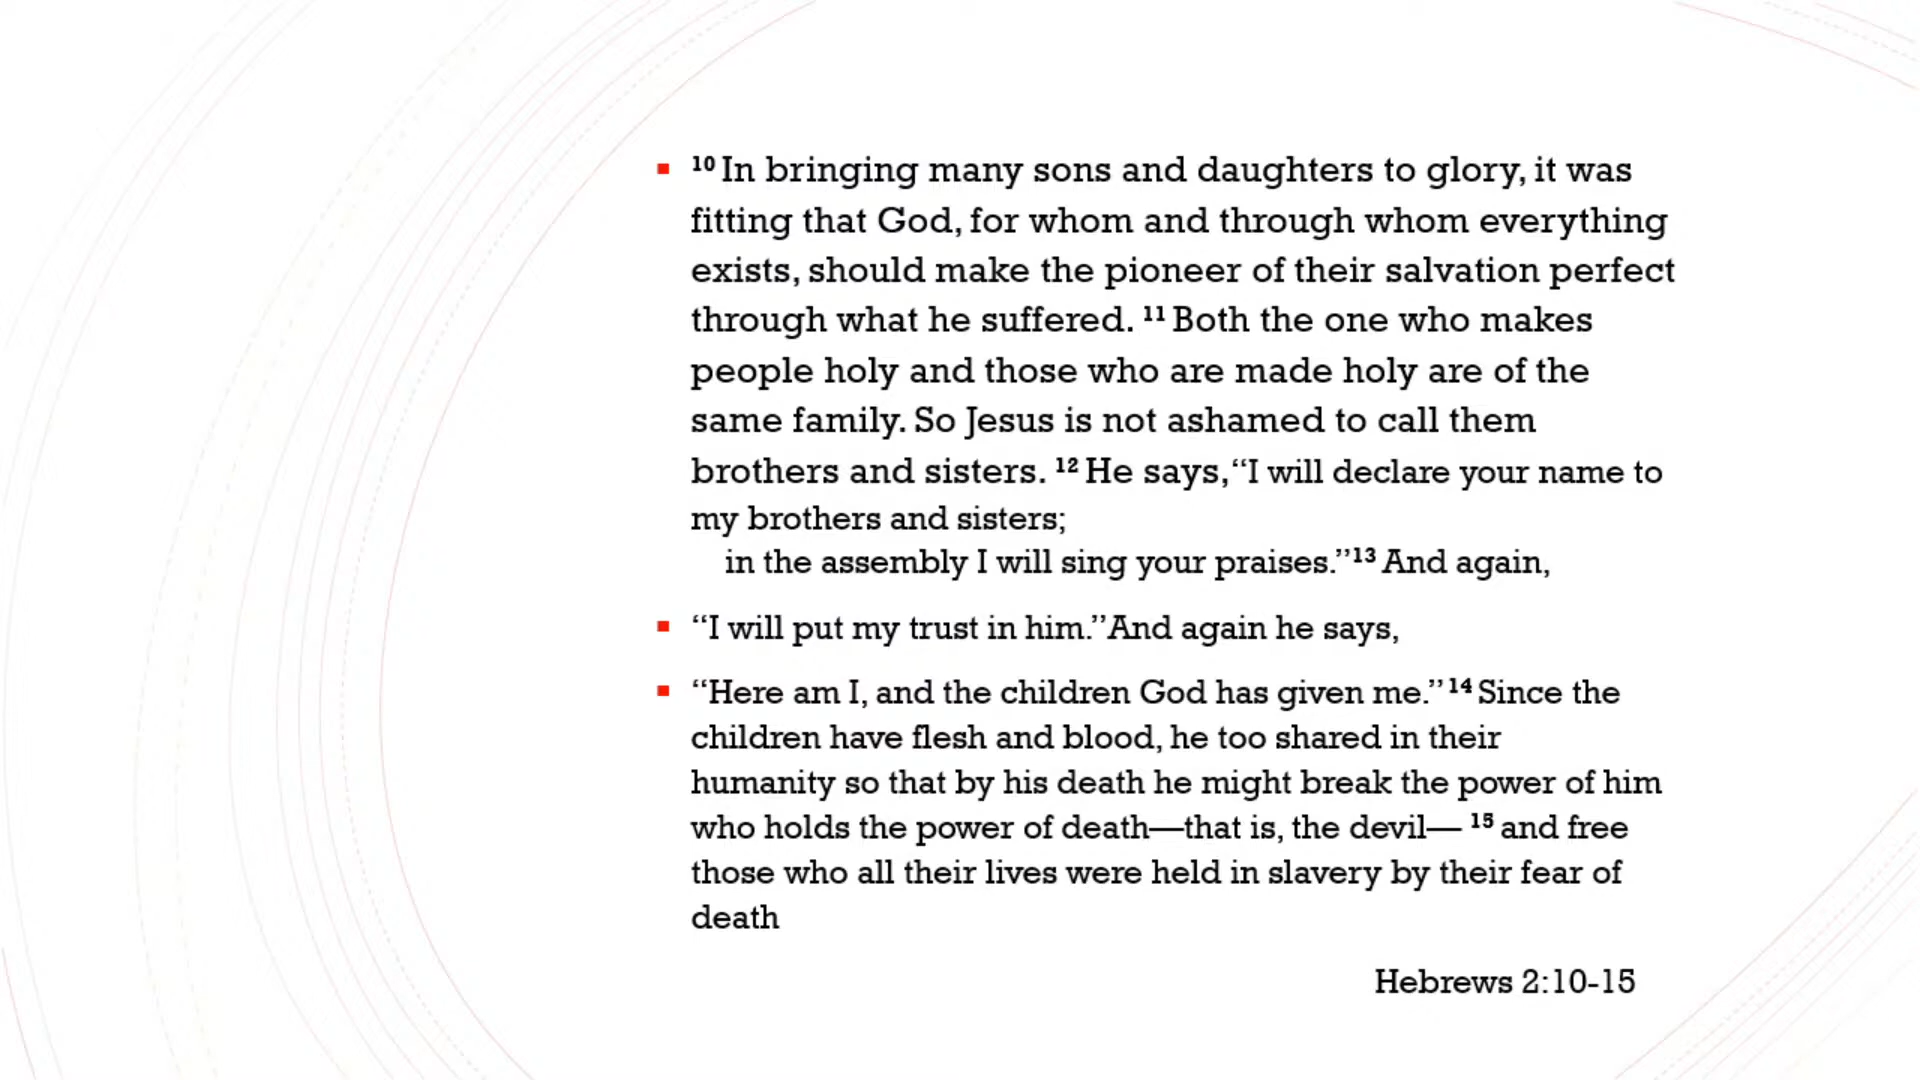 ▪ ¹⁰ In bringing many sons and daughters to glory, it was
fitting that God, for whom and through whom everything
exists, should make the pioneer of their salvation perfect
through what he suffered. ¹¹ Both the one who makes
people holy and those who are made holy are of the
same family. So Jesus is not ashamed to call them
brothers and sisters. ¹² He says,“I will declare your name to
my brothers and sisters;
in the assembly I will sing your praises.”¹³ And again,
▪ “I will put my trust in him.”And again he says,
▪ “Here am I, and the children God has given me.” ¹⁴ Since the
children have flesh and blood, he too shared in their
humanity so that by his death he might break the power of him
who holds the power of death—that is, the devil— ¹⁵ and free
those who all their lives were held in slavery by their fear of
death
Hebrews 2:10-15